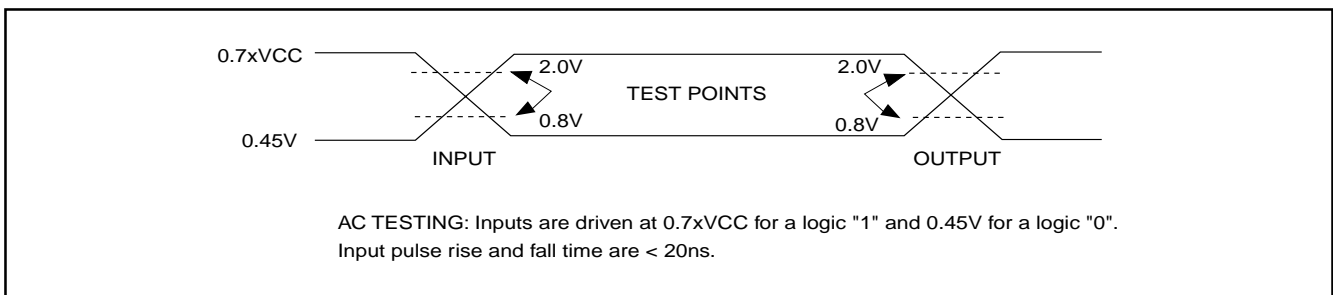 0.7xVCC
2.0V
2.0V
TEST POINTS
0.8V
0.8V
0.45V
INPUT
OUTPUT
AC TESTING: Inputs are driven at 0.7xVCC for a logic "1" and 0.45V for a logic "0".
Input pulse rise and fall time are < 20ns.